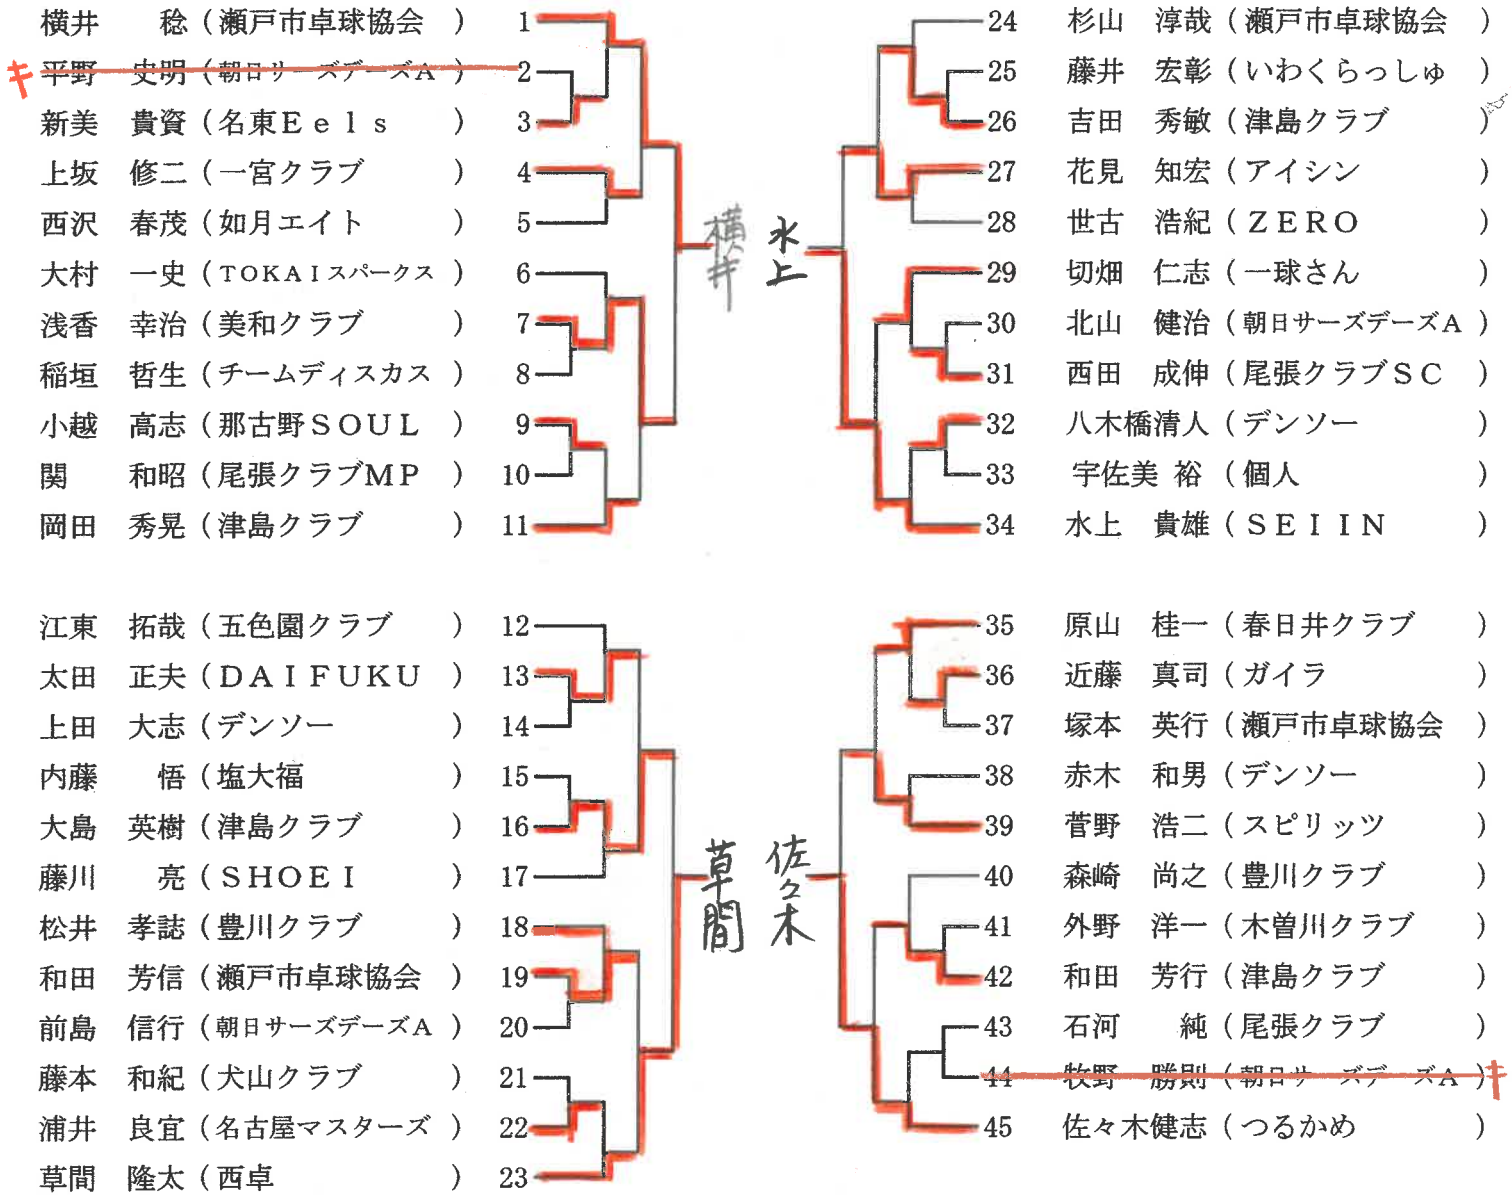 横井　　稔（瀬戸市卓球協会　）　1
キ 平野　史明（朝日サーズデーズA　）　2
新美　貴資（名東Eels　）　3
上坂　修二（一宮クラブ　）　4
西沢　春茂（如月エイト　）　5
大村　一史（TOKAIスパークス　）　6
浅香　幸治（美和クラブ　）　7
稲垣　哲生（チームディスカス　）　8
小越　高志（那古野SOUL　）　9
関　　和昭（尾張クラブMP　）　10
岡田　秀晃（津島クラブ　）　11
横井
水上
24　杉山　淳哉（瀬戸市卓球協会　）
25　藤井　宏彰（いわくらっしゅ　）
26　吉田　秀敏（津島クラブ　）
27　花見　知宏（アイシン　）
28　世古　浩紀（ZERO　）
29　切畑　仁志（一球さん　）
30　北山　健治（朝日サーズデーズA　）
31　西田　成伸（尾張クラブSC　）
32　八木橋清人（デンソー　）
33　宇佐美 裕　（個人　）
34　水上　貴雄（SEIIN　）
江東　拓哉（五色園クラブ　）　12
太田　正夫（DAIFUKU　）　13
上田　大志（デンソー　）　14
内藤　　悟（塩大福　）　15
大島　英樹（津島クラブ　）　16
藤川　　亮（SHOEI　）　17
松井　孝誌（豊川クラブ　）　18
和田　芳信（瀬戸市卓球協会　）　19
前島　信行（朝日サーズデーズA　）　20
藤本　和紀（犬山クラブ　）　21
浦井　良宜（名古屋マスターズ　）　22
草間　隆太（西卓　）　23
草間
佐々木
35　原山　桂一（春日井クラブ　）
36　近藤　真司（ガイラ　）
37　塚本　英行（瀬戸市卓球協会　）
38　赤木　和男（デンソー　）
39　菅野　浩二（スピリッツ　）
40　森崎　尚之（豊川クラブ　）
41　外野　洋一（木曽川クラブ　）
42　和田　芳行（津島クラブ　）
43　石河　　純（尾張クラブ　）
44　牧野　勝則（朝日サーズデーズA　）キ
45　佐々木健志（つるかめ　）